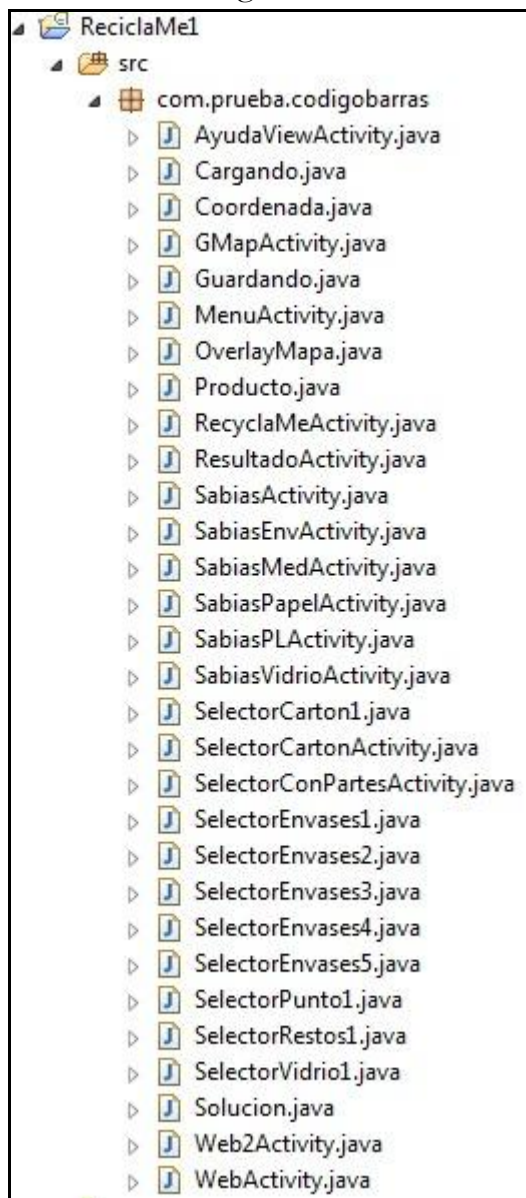 ReciclaMe1
src
com.prueba.codigobarras
AyudaViewActivity.java
Cargando.java
Coordenada.java
GMapActivity.java
Guardando.java
MenuActivity.java
OverlayMapa.java
Producto.java
RecyclaMeActivity.java
ResultadoActivity.java
SabiasActivity.java
SabiasEnvActivity.java
SabiasMedActivity.java
SabiasPapelActivity.java
SabiasPLActivity.java
SabiasVidrioActivity.java
SelectorCarton1.java
SelectorCartonActivity.java
SelectorConPartesActivity.java
SelectorEnvases1.java
SelectorEnvases2.java
SelectorEnvases3.java
SelectorEnvases4.java
SelectorEnvases5.java
SelectorPunto1.java
SelectorRestos1.java
SelectorVidrio1.java
Solucion.java
Web2Activity.java
WebActivity.java